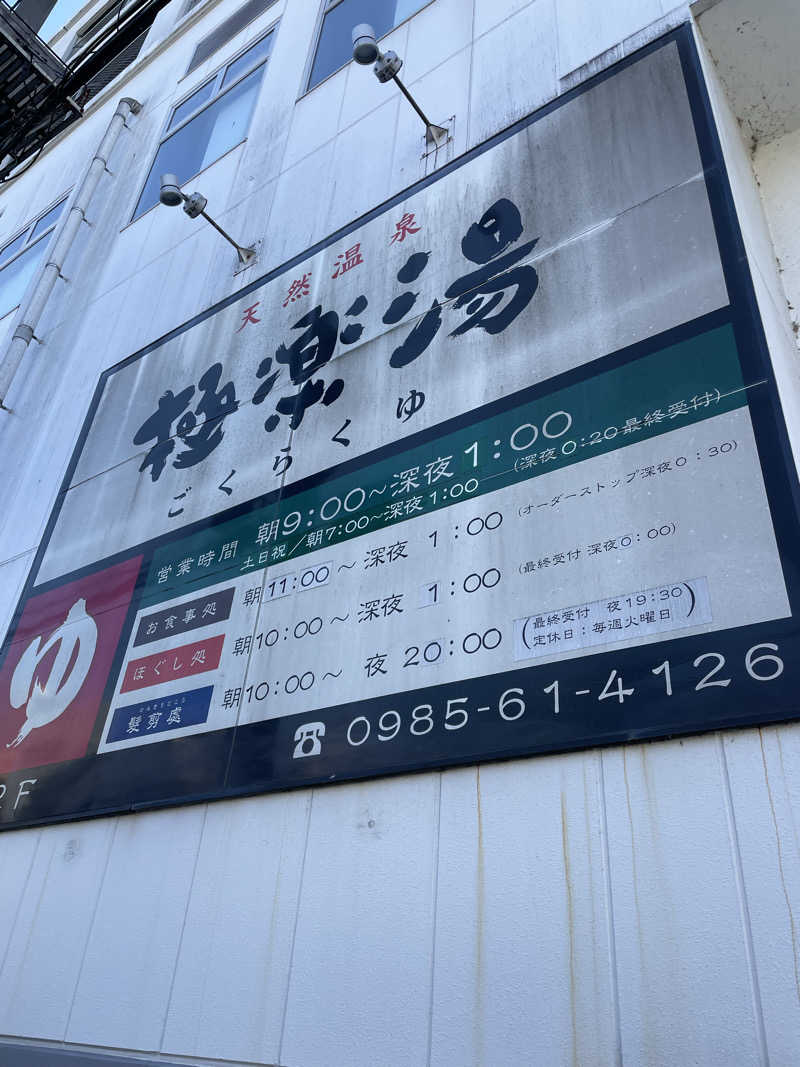 天然温泉
極楽湯
ごくらくゆ
営業時間 朝9:00〜深夜1:00 (深夜0:20最終受付)
土日祝/朝7:00〜深夜1:00
お食事処 朝11:00〜深夜 1:00 (オーダーストップ深夜0:30)
ほぐし処 朝10:00〜深夜 1:00 (最終受付 深夜0:00)
髪剪處 朝10:00〜 夜 20:00 (最終受付 夜19:30)
定休日:毎週火曜日
ゆ
2F
☎ 0985-61-4126